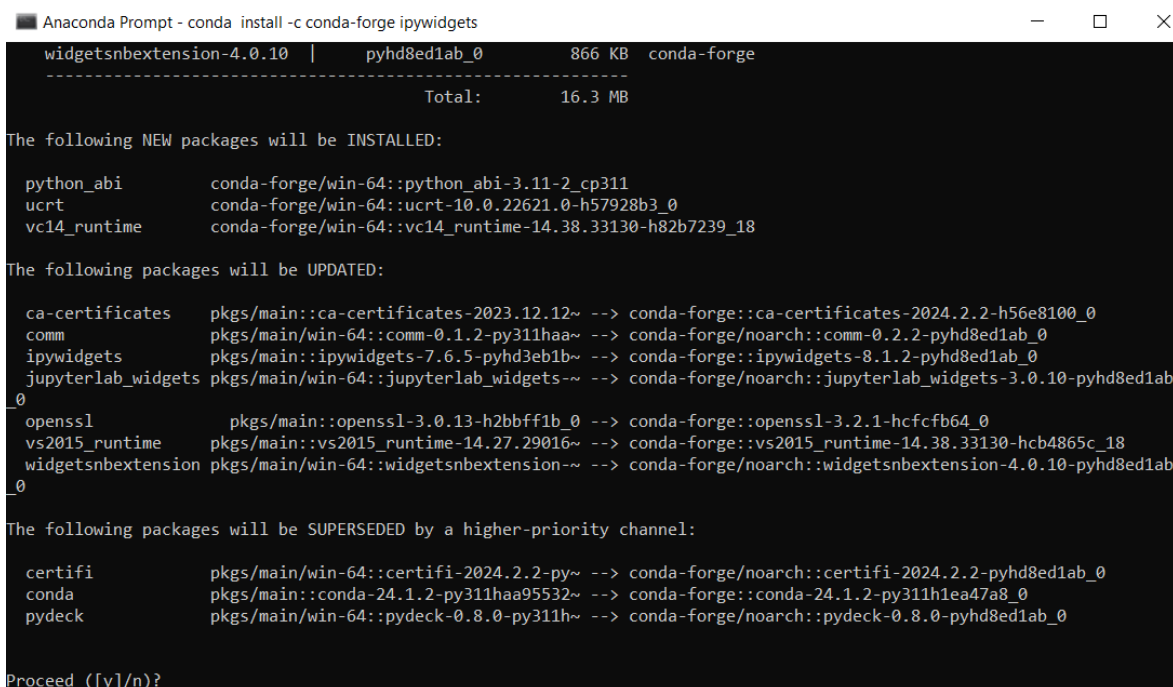 Anaconda Prompt - conda  install -c conda-forge ipywidgets
widgetsnbextension-4.0.10  |     pyhd8ed1ab_0         866 KB  conda-forge
------------------------------------------------------------
Total:        16.3 MB
The following NEW packages will be INSTALLED:
python_abi         conda-forge/win-64::python_abi-3.11-2_cp311
ucrt               conda-forge/win-64::ucrt-10.0.22621.0-h57928b3_0
vc14_runtime       conda-forge/win-64::vc14_runtime-14.38.33130-h82b7239_18
The following packages will be UPDATED:
ca-certificates    pkgs/main::ca-certificates-2023.12.12~ --> conda-forge::ca-certificates-2024.2.2-h56e8100_0
comm               pkgs/main/win-64::comm-0.1.2-py311haa~ --> conda-forge/noarch::comm-0.2.2-pyhd8ed1ab_0
ipywidgets         pkgs/main::ipywidgets-7.6.5-pyhd3eb1b~ --> conda-forge::ipywidgets-8.1.2-pyhd8ed1ab_0
jupyterlab_widgets pkgs/main/win-64::jupyterlab_widgets-~ --> conda-forge/noarch::jupyterlab_widgets-3.0.10-pyhd8ed1ab
_0
openssl              pkgs/main::openssl-3.0.13-h2bbff1b_0 --> conda-forge::openssl-3.2.1-hcfcfb64_0
vs2015_runtime     pkgs/main::vs2015_runtime-14.27.29016~ --> conda-forge::vs2015_runtime-14.38.33130-hcb4865c_18
widgetsnbextension pkgs/main/win-64::widgetsnbextension-~ --> conda-forge/noarch::widgetsnbextension-4.0.10-pyhd8ed1ab
_0
The following packages will be SUPERSEDED by a higher-priority channel:
certifi            pkgs/main/win-64::certifi-2024.2.2-py~ --> conda-forge/noarch::certifi-2024.2.2-pyhd8ed1ab_0
conda              pkgs/main::conda-24.1.2-py311haa95532~ --> conda-forge::conda-24.1.2-py311h1ea47a8_0
pydeck             pkgs/main/win-64::pydeck-0.8.0-py311h~ --> conda-forge/noarch::pydeck-0.8.0-pyhd8ed1ab_0
Proceed ([y]/n)?